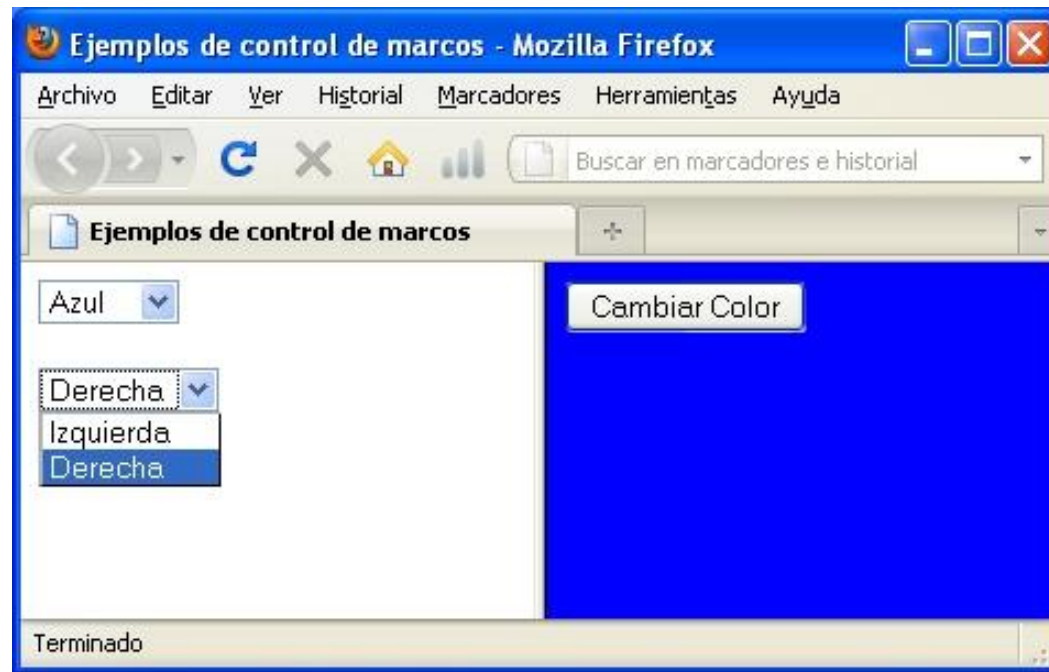 Ejemplos de control de marcos - Mozilla Firefox
Archivo Editar Ver Historial Marcadores Herramientas Ayuda
Buscar en marcadores e historial
Ejemplos de control de marcos
Azul
Cambiar Color
Derecha
Izquierda
Derecha
Terminado